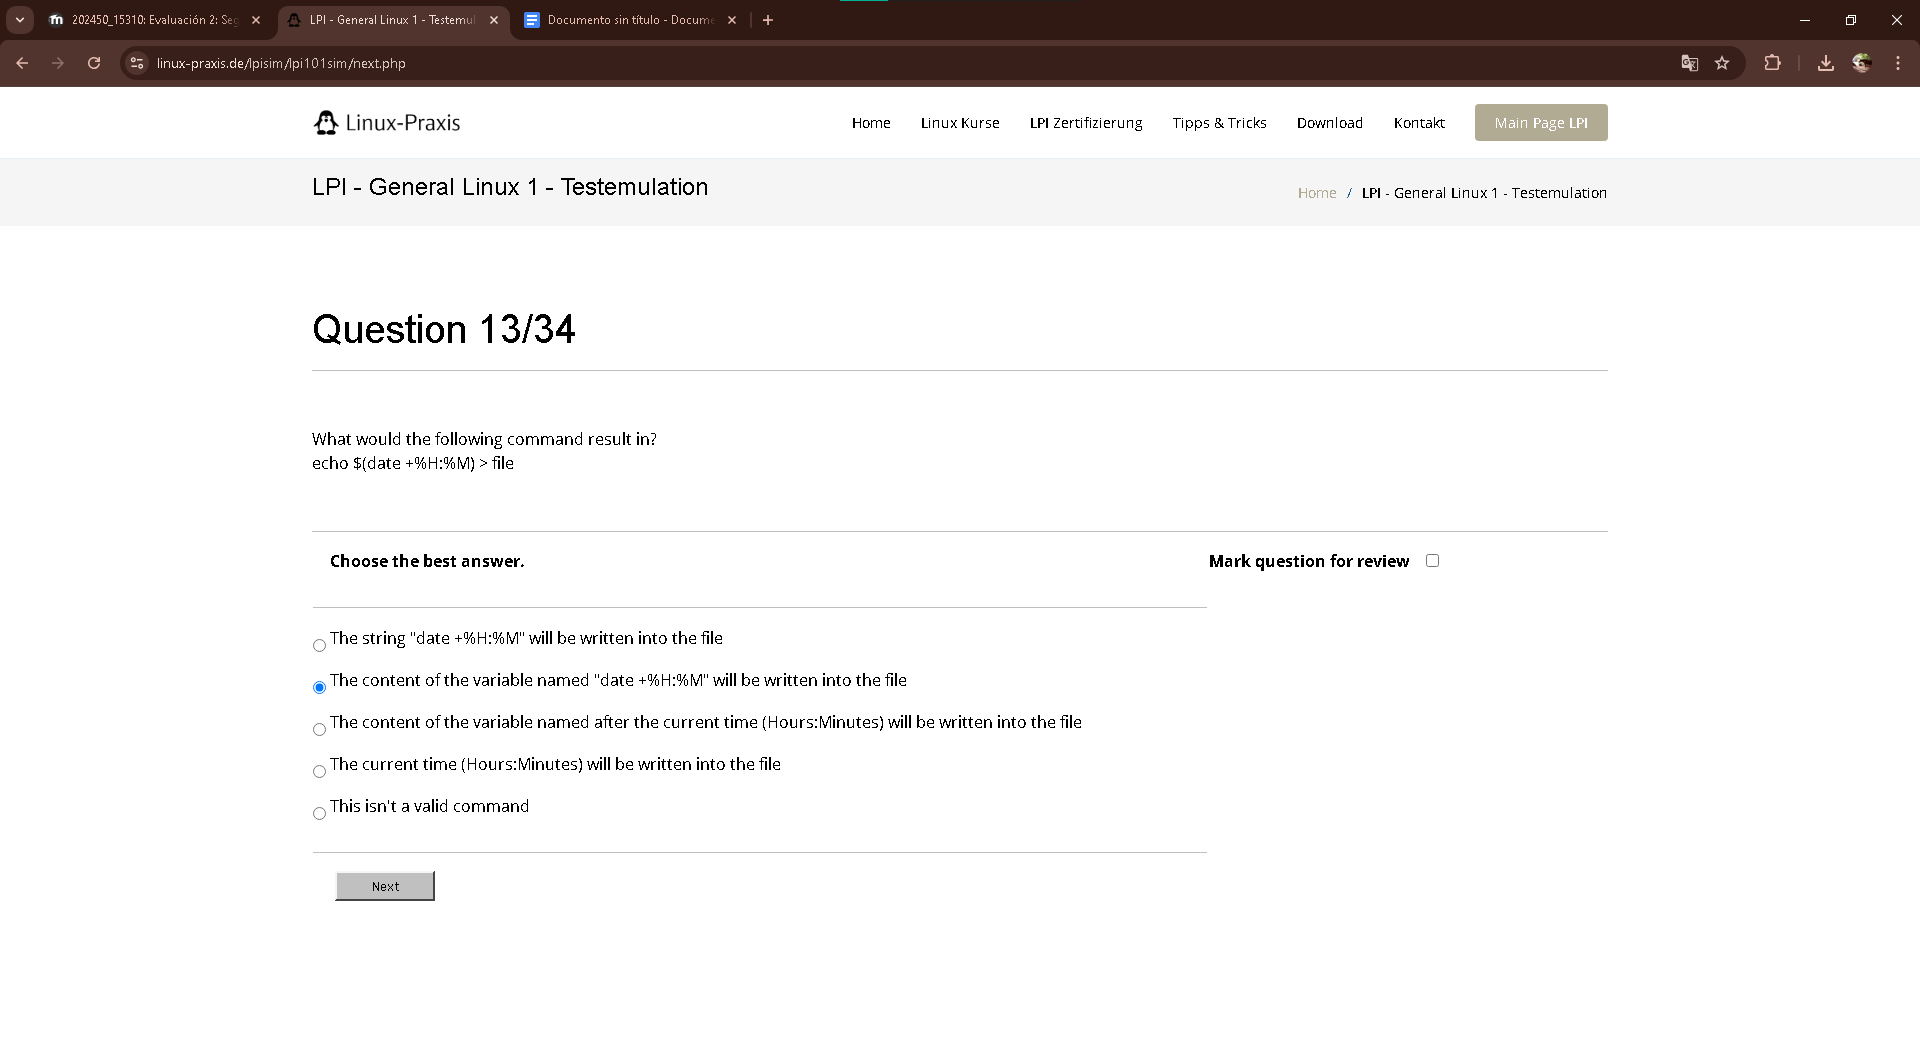 202450_15310: Evaluación 2: Seg
LPI - General Linux 1 - Testemul
Documento sin título - Docume
linux-praxis.de/lpisim/lpi101sim/next.php
Linux-Praxis
Home
Linux Kurse
LPI Zertifizierung
Tipps & Tricks
Download
Kontakt
Main Page LPI
LPI - General Linux 1 - Testemulation
Home / LPI - General Linux 1 - Testemulation
Question 13/34
What would the following command result in?
echo $(date +%H:%M) > file
Choose the best answer.
Mark question for review
The string "date +%H:%M" will be written into the file
The content of the variable named "date +%H:%M" will be written into the file
The content of the variable named after the current time (Hours:Minutes) will be written into the file
The current time (Hours:Minutes) will be written into the file
This isn't a valid command
Next